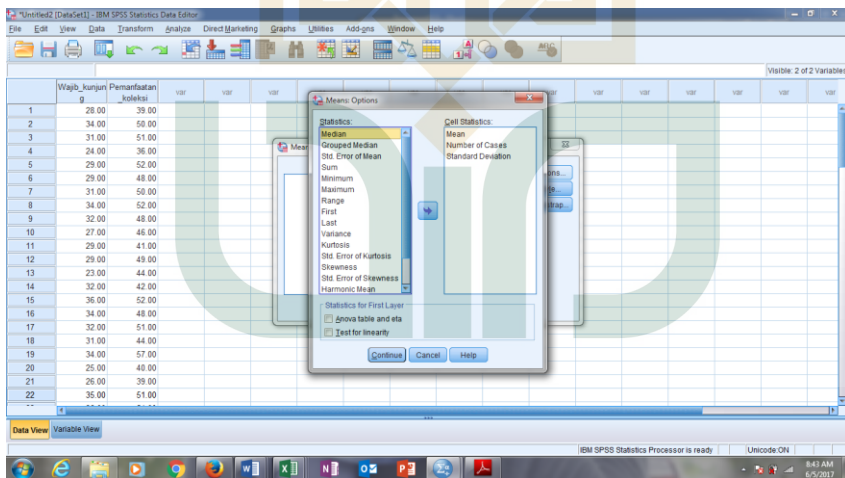 *Untitled2 [DataSet1] - IBM SPSS Statistics Data Editor
File Edit View Data Transform Analyze Direct Marketing Graphs Utilities Add-ons Window Help
Visible: 2 of 2 Variables
Wajib_kunjung Pemanfaatan_koleksi var var var var var var var var var
1 28.00 39.00
2 34.00 50.00
3 31.00 51.00
4 24.00 36.00
5 29.00 52.00
6 29.00 48.00
7 31.00 50.00
8 34.00 52.00
9 32.00 48.00
10 27.00 46.00
11 29.00 41.00
12 29.00 49.00
13 23.00 44.00
14 32.00 42.00
15 36.00 52.00
16 34.00 48.00
17 32.00 51.00
18 31.00 44.00
19 34.00 57.00
20 25.00 40.00
21 26.00 39.00
22 35.00 51.00
Means: Options
Statistics:
Median
Grouped Median
Std. Error of Mean
Sum
Minimum
Maximum
Range
First
Last
Variance
Kurtosis
Std. Error of Kurtosis
Skewness
Std. Error of Skewness
Harmonic Mean
Cell Statistics:
Mean
Number of Cases
Standard Deviation
Statistics for First Layer
Anova table and eta
Test for linearity
Continue Cancel Help
Data View Variable View
IBM SPSS Statistics Processor is ready Unicode:ON
8:43 AM
6/5/2017